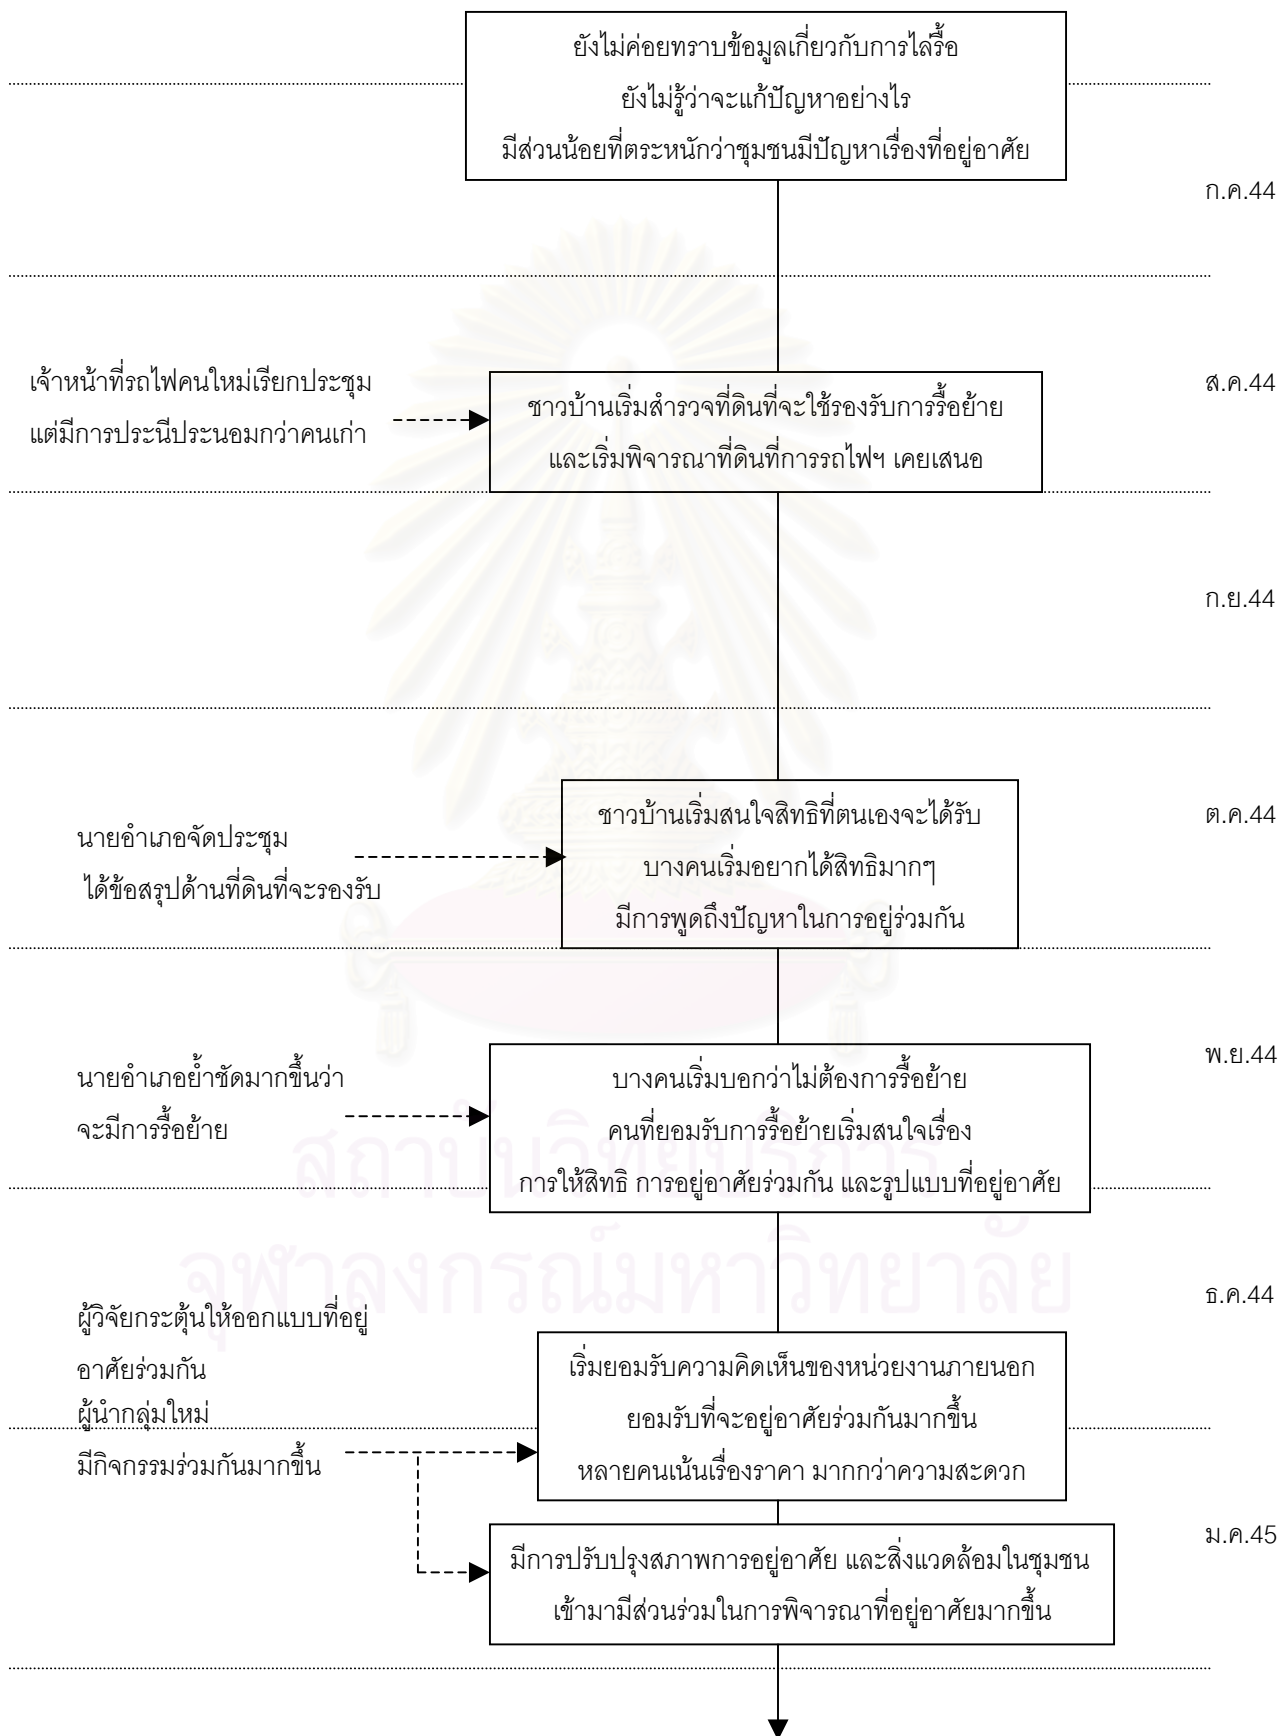 ยังไม่ค่อยทราบข้อมูลเกี่ยวกับการไล่รื้อ
ยังไม่รู้ว่าจะแก้ปัญหาอย่างไร
มีส่วนน้อยที่ตระหนักว่าชุมชนมีปัญหาเรื่องที่อยู่อาศัย
ก.ค.44
เจ้าหน้าที่รถไฟคนใหม่เรียกประชุม
แต่มีการประนีประนอมกว่าคนเก่า
ชาวบ้านเริ่มสำรวจที่ดินที่จะใช้รองรับการรื้อย้าย
และเริ่มพิจารณาที่ดินที่การรถไฟฯ เคยเสนอ
ส.ค.44
ก.ย.44
นายอำเภอจัดประชุม
ได้ข้อสรุปด้านที่ดินที่จะรองรับ
ชาวบ้านเริ่มสนใจสิทธิที่ตนเองจะได้รับ
บางคนเริ่มอยากได้สิทธิมากๆ
มีการพูดถึงปัญหาในการอยู่ร่วมกัน
ต.ค.44
นายอำเภอย้ำชัดมากขึ้นว่า
จะมีการรื้อย้าย
บางคนเริ่มบอกว่าไม่ต้องการรื้อย้าย
คนที่ยอมรับการรื้อย้ายเริ่มสนใจเรื่อง
การให้สิทธิ การอยู่อาศัยร่วมกัน และรูปแบบที่อยู่อาศัย
พ.ย.44
สถาบันวิทยบริการ
จุฬาลงกรณ์มหาวิทยาลัย
ธ.ค.44
ผู้วิจัยกระตุ้นให้ออกแบบที่อยู่
อาศัยร่วมกัน
ผู้นำกลุ่มใหม่
มีกิจกรรมร่วมกันมากขึ้น
เริ่มยอมรับความคิดเห็นของหน่วยงานภายนอก
ยอมรับที่จะอยู่อาศัยร่วมกันมากขึ้น
หลายคนเน้นเรื่องราคา มากกว่าความสะดวก
มีการปรับปรุงสภาพการอยู่อาศัย และสิ่งแวดล้อมในชุมชน
เข้ามามีส่วนร่วมในการพิจารณาที่อยู่อาศัยมากขึ้น
ม.ค.45